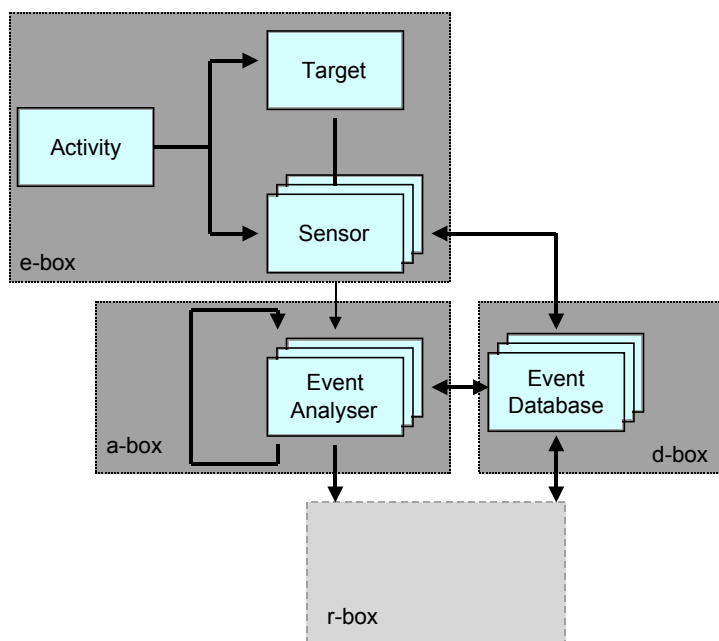 Target
Activity
Sensor
e-box
Event
Analyser
a-box
Event
Database
d-box
r-box